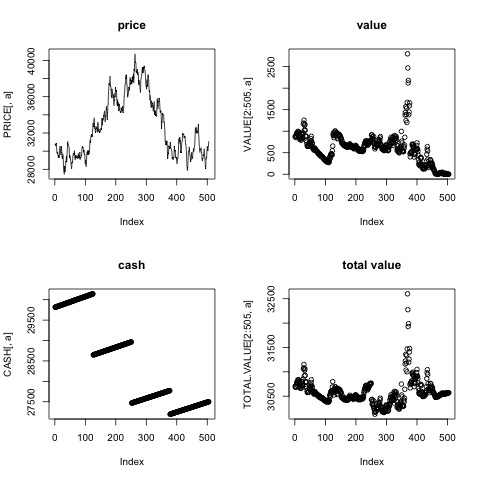 price
PRICE[, a]
28000 32000 36000 40000
0 100 200 300 400 500
Index
value
VALUE[2:505, a]
0 500 1500 2500
0 100 200 300 400 500
Index
cash
CASH[, a]
27500 28500 29500
0 100 200 300 400 500
Index
total value
TOTAL.VALUE[2:505, a]
30500 31500 32500
0 100 200 300 400 500
Index